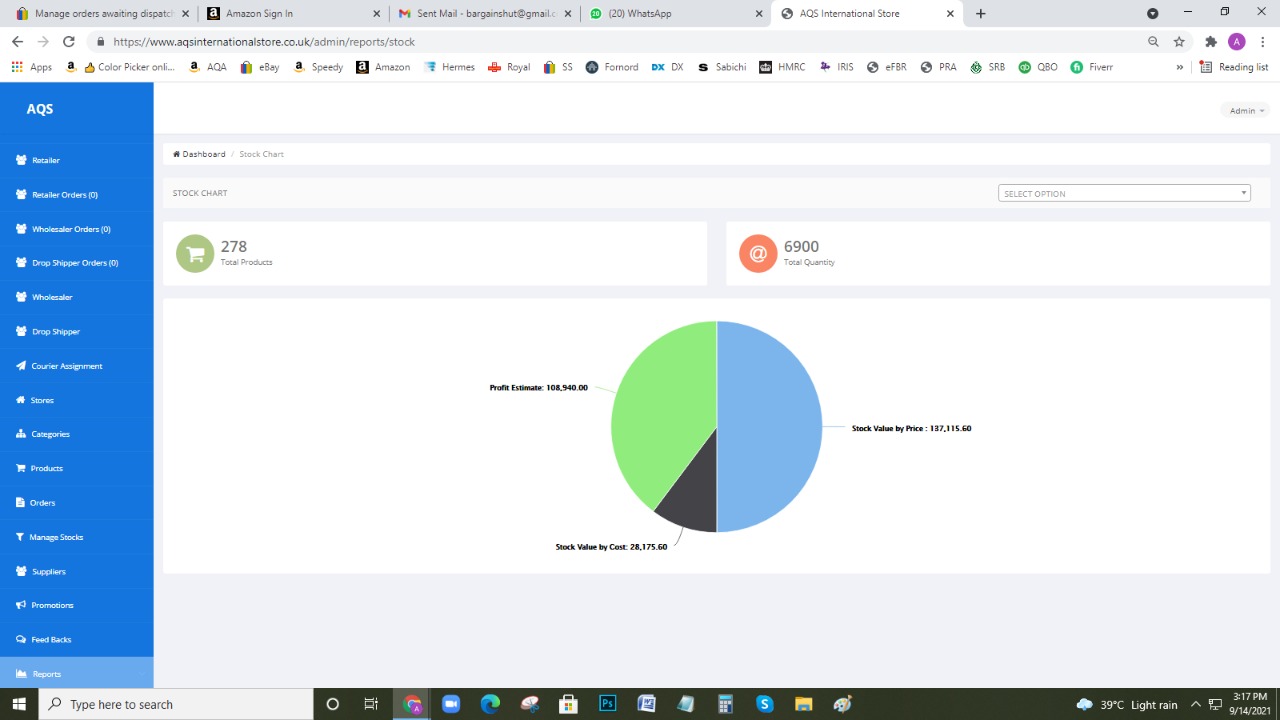 Manage orders awaiting dispatch
Amazon Sign In
Sent Mail - bargainshut@gmail.c
(20) WhatsApp
AQS International Store
https://www.aqsinternationalstore.co.uk/admin/reports/stock
Apps
Color Picker onli...
AQA
eBay
Speedy
Amazon
Hermes
Royal
SS
Fornord
DX DX
Sabichi
HMRC
IRIS
eFBR
PRA
SRB
QBO
Fiverr
»
Reading list
AQS
Admin
Retailer
Retailer Orders (0)
Wholesaler Orders (0)
Drop Shipper Orders (0)
Wholesaler
Drop Shipper
Courier Assignment
Stores
Categories
Products
Orders
Manage Stocks
Suppliers
Promotions
Feed Backs
Reports
Dashboard / Stock Chart
STOCK CHART
SELECT OPTION
278
Total Products
6900
Total Quantity
Profit Estimate: 108,940.00
Stock Value by Price : 137,115.60
Stock Value by Cost: 28,175.60
Type here to search
39°C Light rain
3:17 PM
9/14/2021